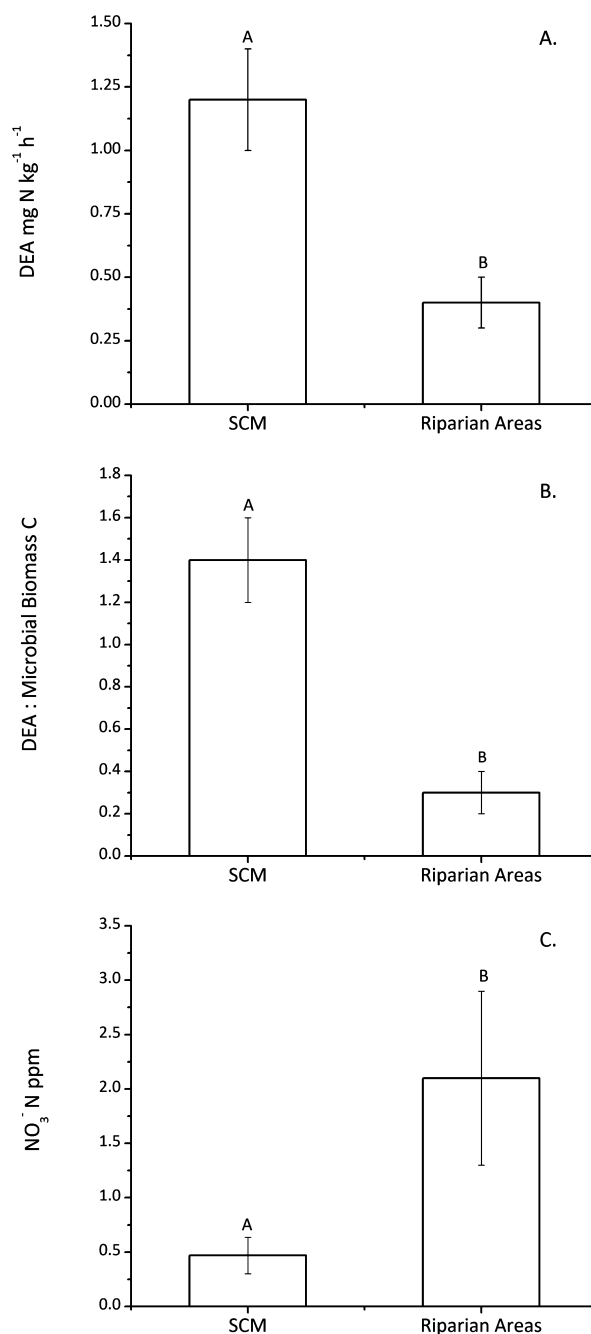 A.
1.50
1.25
1.00
0.75
0.50
0.25
0.00
DEA mg N kg⁻¹ h⁻¹
A
B
SCM
Riparian Areas
B.
1.8
1.6
1.4
1.2
1.0
0.8
0.6
0.4
0.2
0.0
DEA : Microbial Biomass C
A
B
SCM
Riparian Areas
C.
3.5
3.0
2.5
2.0
1.5
1.0
0.5
0.0
NO₃⁻ N ppm
A
B
SCM
Riparian Areas